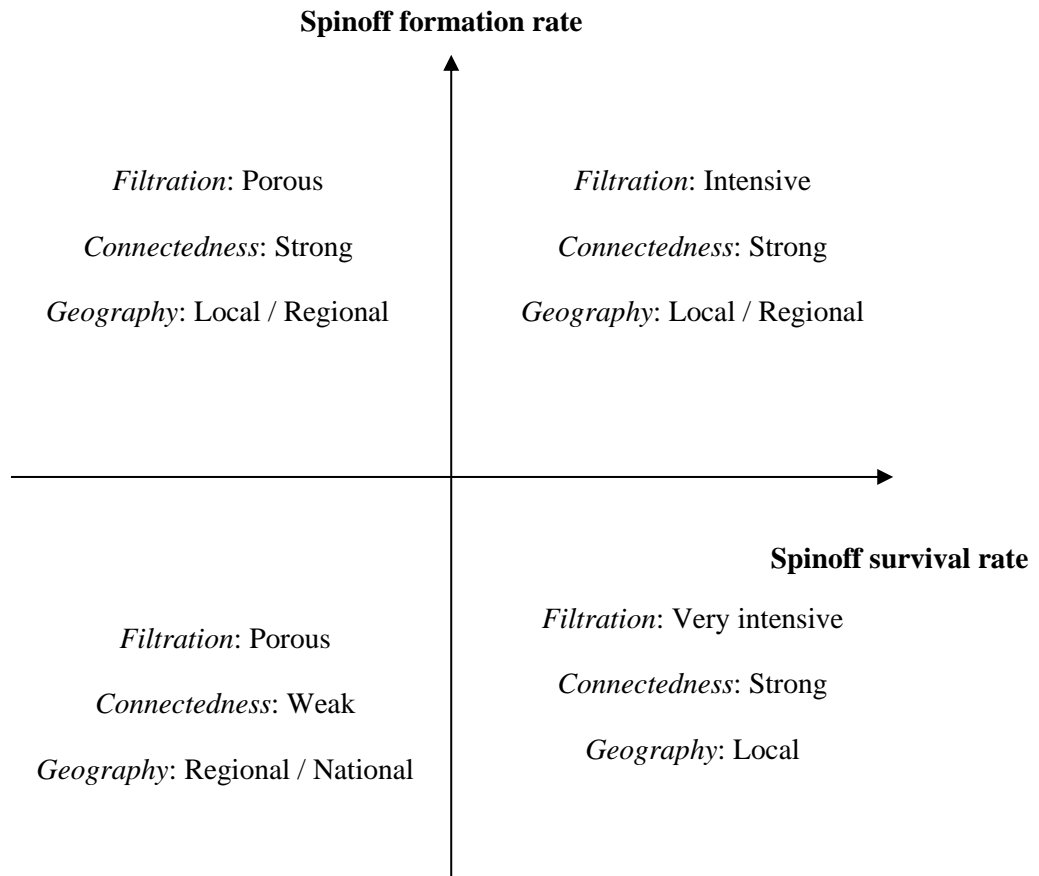 Spinoff formation rate
Filtration: Porous
Connectedness: Strong
Geography: Local / Regional
Filtration: Intensive
Connectedness: Strong
Geography: Local / Regional
Spinoff survival rate
Filtration: Porous
Connectedness: Weak
Geography: Regional / National
Filtration: Very intensive
Connectedness: Strong
Geography: Local